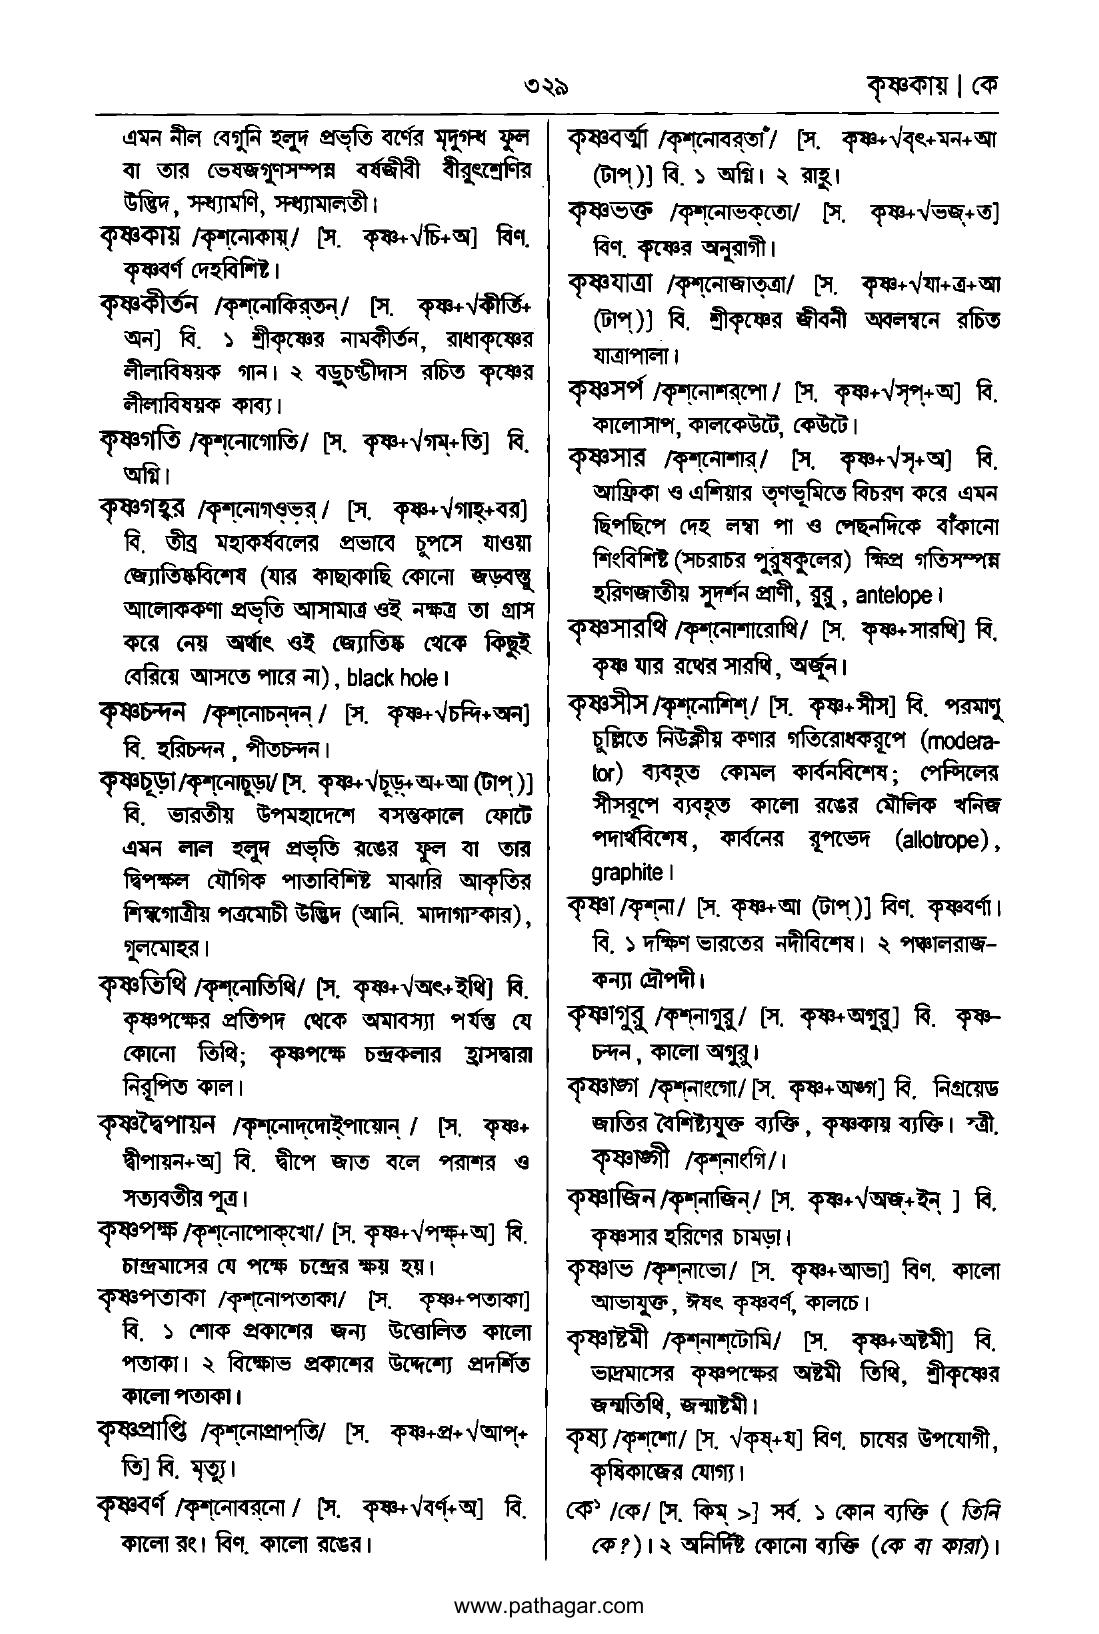 ৩২৯
কৃষ্ণকায় | কে
এমন নীল বেগুনি হলুদ প্রভৃতি বর্ণের মৃদুগন্ধ ফুল
বা তার ভেষজগুণসম্পন্ন বর্ষজীবী বীরুৎশ্রেণির
উদ্ভিদ, সন্ধ্যামণি, সন্ধ্যামালতী।
কৃষ্ণকায় /কৃশ্‌নোকায়্/ [স. কৃষ্ণ+√চি+অ] বিণ.
কৃষ্ণবর্ণ দেহবিশিষ্ট।
কৃষ্ণকীর্তন /কৃশ্‌নোকির্‌তন্/ [স. কৃষ্ণ+√কীর্তি+
অন] বি. ১ শ্রীকৃষ্ণের নামকীর্তন, রাধাকৃষ্ণের
লীলাবিষয়ক গান। ২ বড়ুচণ্ডীদাস রচিত কৃষ্ণের
লীলাবিষয়ক কাব্য।
কৃষ্ণগতি /কৃশ্‌নোগোতি/ [স. কৃষ্ণ+√গম্+তি] বি.
অগ্নি।
কৃষ্ণগহ্বর /কৃশ্‌নোগওভ্‌র্/ [স. কৃষ্ণ+√গাহ্+বর]
বি. তীব্র মহাকর্ষবলের প্রভাবে চুপসে যাওয়া
জ্যোতিষ্কবিশেষ (যার কাছাকাছি কোনো জড়বস্তু
আলোককণা প্রভৃতি আসামাত্র ওই নক্ষত্র তা গ্রাস
করে নেয় অর্থাৎ ওই জ্যোতিষ্ক থেকে কিছুই
বেরিয়ে আসতে পারে না), black hole।
কৃষ্ণচন্দন /কৃশ্‌নোচন্‌দন্/ [স. কৃষ্ণ+√চন্দি+অন]
বি. হরিচন্দন, পীতচন্দন।
কৃষ্ণচূড়া /কৃশ্‌নোচুড়া/ [স. কৃষ্ণ+√চূড়্+অ+আ (টাপ্)]
বি. ভারতীয় উপমহাদেশে বসন্তকালে ফোটে
এমন লাল হলুদ প্রভৃতি রঙের ফুল বা তার
দ্বিপক্ষল যৌগিক পাতাবিশিষ্ট মাঝারি আকৃতির
শিম্বগোত্রীয় পত্রমোচী উদ্ভিদ (আনি. মাদাগাস্কার),
গুলমোহর।
কৃষ্ণতিথি /কৃশ্‌নোতিথি/ [স. কৃষ্ণ+√অৎ+ইথি] বি.
কৃষ্ণপক্ষের প্রতিপদ থেকে অমাবস্যা পর্যন্ত যে
কোনো তিথি; কৃষ্ণপক্ষে চন্দ্রকলার হ্রাসদ্বারা
নিরূপিত কাল।
কৃষ্ণদ্বৈপায়ন /কৃশ্‌নোদ্‌দোই্‌পায়োন্/ [স. কৃষ্ণ+
দ্বীপায়ন+অ] বি. দ্বীপে জাত বলে পরাশর ও
সত্যবতীর পুত্র।
কৃষ্ণপক্ষ /কৃশ্‌নোপোক্‌খো/ [স. কৃষ্ণ+√পক্ষ্+অ] বি.
চান্দ্রমাসের যে পক্ষে চন্দ্রের ক্ষয় হয়।
কৃষ্ণপতাকা /কৃশ্‌নোপতাকা/ [স. কৃষ্ণ+পতাকা]
বি. ১ শোক প্রকাশের জন্য উত্তোলিত কালো
পতাকা। ২ বিক্ষোভ প্রকাশের উদ্দেশ্যে প্রদর্শিত
কালো পতাকা।
কৃষ্ণপ্রাপ্তি /কৃশ্‌নোপ্রাপ্‌তি/ [স. কৃষ্ণ+প্র+√আপ্+
তি] বি. মৃত্যু।
কৃষ্ণবর্ণ /কৃশ্‌নোবর্‌নো/ [স. কৃষ্ণ+√বর্ণ্+অ] বি.
কালো রং। বিণ. কালো রঙের।
কৃষ্ণবর্ত্মা /কৃশ্‌নোবর্‌তাঁ/ [স. কৃষ্ণ+√বৃৎ+মন+আ
(টাপ্)] বি. ১ অগ্নি। ২ রাহু।
কৃষ্ণভক্ত /কৃশ্‌নোভক্‌তো/ [স. কৃষ্ণ+√ভজ্+ত]
বিণ. কৃষ্ণের অনুরাগী।
কৃষ্ণযাত্রা /কৃশ্‌নোজাত্‌ত্রা/ [স. কৃষ্ণ+√যা+ত্র+আ
(টাপ্)] বি. শ্রীকৃষ্ণের জীবনী অবলম্বনে রচিত
যাত্রাপালা।
কৃষ্ণসর্প /কৃশ্‌নোশর্‌পো/ [স. কৃষ্ণ+√সৃপ্+অ] বি.
কালোসাপ, কালকেউটে, কেউটে।
কৃষ্ণসার /কৃশ্‌নোশার্/ [স. কৃষ্ণ+√সৃ+অ] বি.
আফ্রিকা ও এশিয়ার তৃণভূমিতে বিচরণ করে এমন
ছিপছিপে দেহ লম্বা পা ও পেছনদিকে বাঁকানো
শিংবিশিষ্ট (সচরাচর পুরুষকুলের) ক্ষিপ্র গতিসম্পন্ন
হরিণজাতীয় সুদর্শন প্রাণী, রুরু, antelope।
কৃষ্ণসারথি /কৃশ্‌নোশারোথি/ [স. কৃষ্ণ+সারথি] বি.
কৃষ্ণ যার রথের সারথি, অর্জুন।
কৃষ্ণসীস /কৃশ্‌নোশিশ্/ [স. কৃষ্ণ+সীস] বি. পরমাণু
চুল্লিতে নিউক্লীয় কণার গতিরোধকরূপে (modera-
tor) ব্যবহৃত কোমল কার্বনবিশেষ; পেন্সিলের
সীসরূপে ব্যবহৃত কালো রঙের মৌলিক খনিজ
পদার্থবিশেষ, কার্বনের রূপভেদ (allotrope),
graphite।
কৃষ্ণা /কৃশ্‌না/ [স. কৃষ্ণ+আ (টাপ্)] বিণ. কৃষ্ণবর্ণা।
বি. ১ দক্ষিণ ভারতের নদীবিশেষ। ২ পঞ্চালরাজ-
কন্যা দ্রৌপদী।
কৃষ্ণাগুরু /কৃশ্‌নাগুরু/ [স. কৃষ্ণ+অগুরু] বি. কৃষ্ণ-
চন্দন, কালো অগুরু।
কৃষ্ণাঙ্গ /কৃশ্‌নাংগো/ [স. কৃষ্ণ+অঙ্গ] বি. নিগ্রয়েড
জাতির বৈশিষ্ট্যযুক্ত ব্যক্তি, কৃষ্ণকায় ব্যক্তি। স্ত্রী.
কৃষ্ণাঙ্গী /কৃশ্‌নাংগি/।
কৃষ্ণাজিন /কৃশ্‌নাজিন্/ [স. কৃষ্ণ+√অজ্+ইন্ ] বি.
কৃষ্ণসার হরিণের চামড়া।
কৃষ্ণাভ /কৃশ্‌নাভো/ [স. কৃষ্ণ+আভা] বিণ. কালো
আভাযুক্ত, ঈষৎ কৃষ্ণবর্ণ, কালচে।
কৃষ্ণাষ্টমী /কৃশ্‌নাশ্‌টোমি/ [স. কৃষ্ণ+অষ্টমী] বি.
ভাদ্রমাসের কৃষ্ণপক্ষের অষ্টমী তিথি, শ্রীকৃষ্ণের
জন্মতিথি, জন্মাষ্টমী।
কৃষ্য /কৃশ্‌শো/ [স. √কৃষ্+য] বিণ. চাষের উপযোগী,
কৃষিকাজের যোগ্য।
কে¹ /কে/ [স. কিম্ >] সর্ব. ১ কোন ব্যক্তি ( তিনি
কে?)। ২ অনির্দিষ্ট কোনো ব্যক্তি (কে বা কারা)।
www.pathagar.com